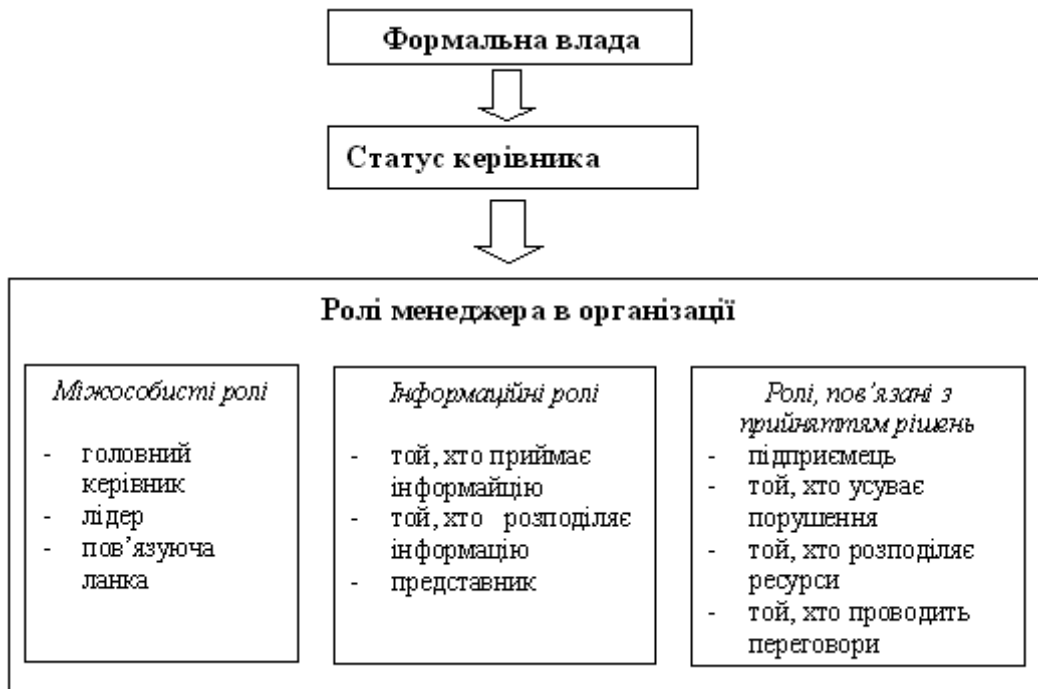 Формальна влада
Статус керівника
Ролі менеджера в організації
Міжособисті ролі
- головний
керівник
- лідер
- пов’язуюча
ланка
Інформаційні ролі
- той, хто приймає
інформайцію
- той, хто розподіляє
інформацію
- представник
Ролі, пов’язані з
прийняттям рішень
- підприємець
- той, хто усуває
порушення
- той, хто розподіляє
ресурси
- той, хто проводить
переговори